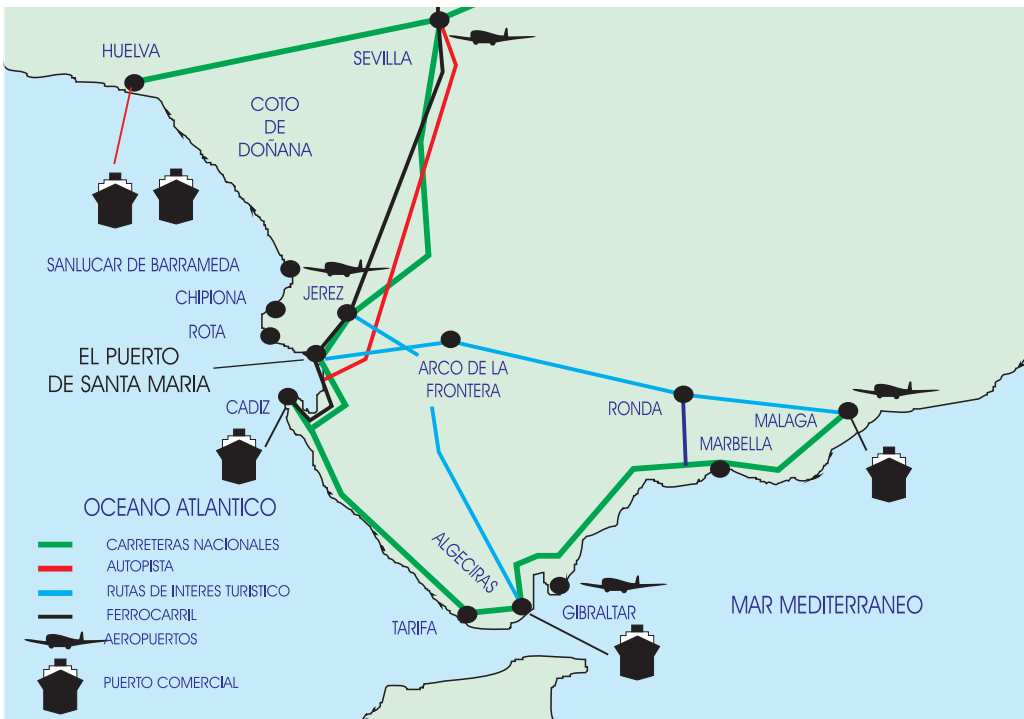 HUELVA
SEVILLA
COTO
DE
DOÑANA
SANLUCAR DE BARRAMEDA
JEREZ
CHIPIONA
ROTA
EL PUERTO
DE SANTA MARIA
ARCO DE LA
FRONTERA
CADIZ
RONDA
MALAGA
MARBELLA
OCEANO ATLANTICO
CARRETERAS NACIONALES
AUTOPISTA
RUTAS DE INTERES TURISTICO
FERROCARRIL
AEROPUERTOS
PUERTO COMERCIAL
ALGECIRAS
TARIFA
GIBRALTAR
MAR MEDITERRANEO